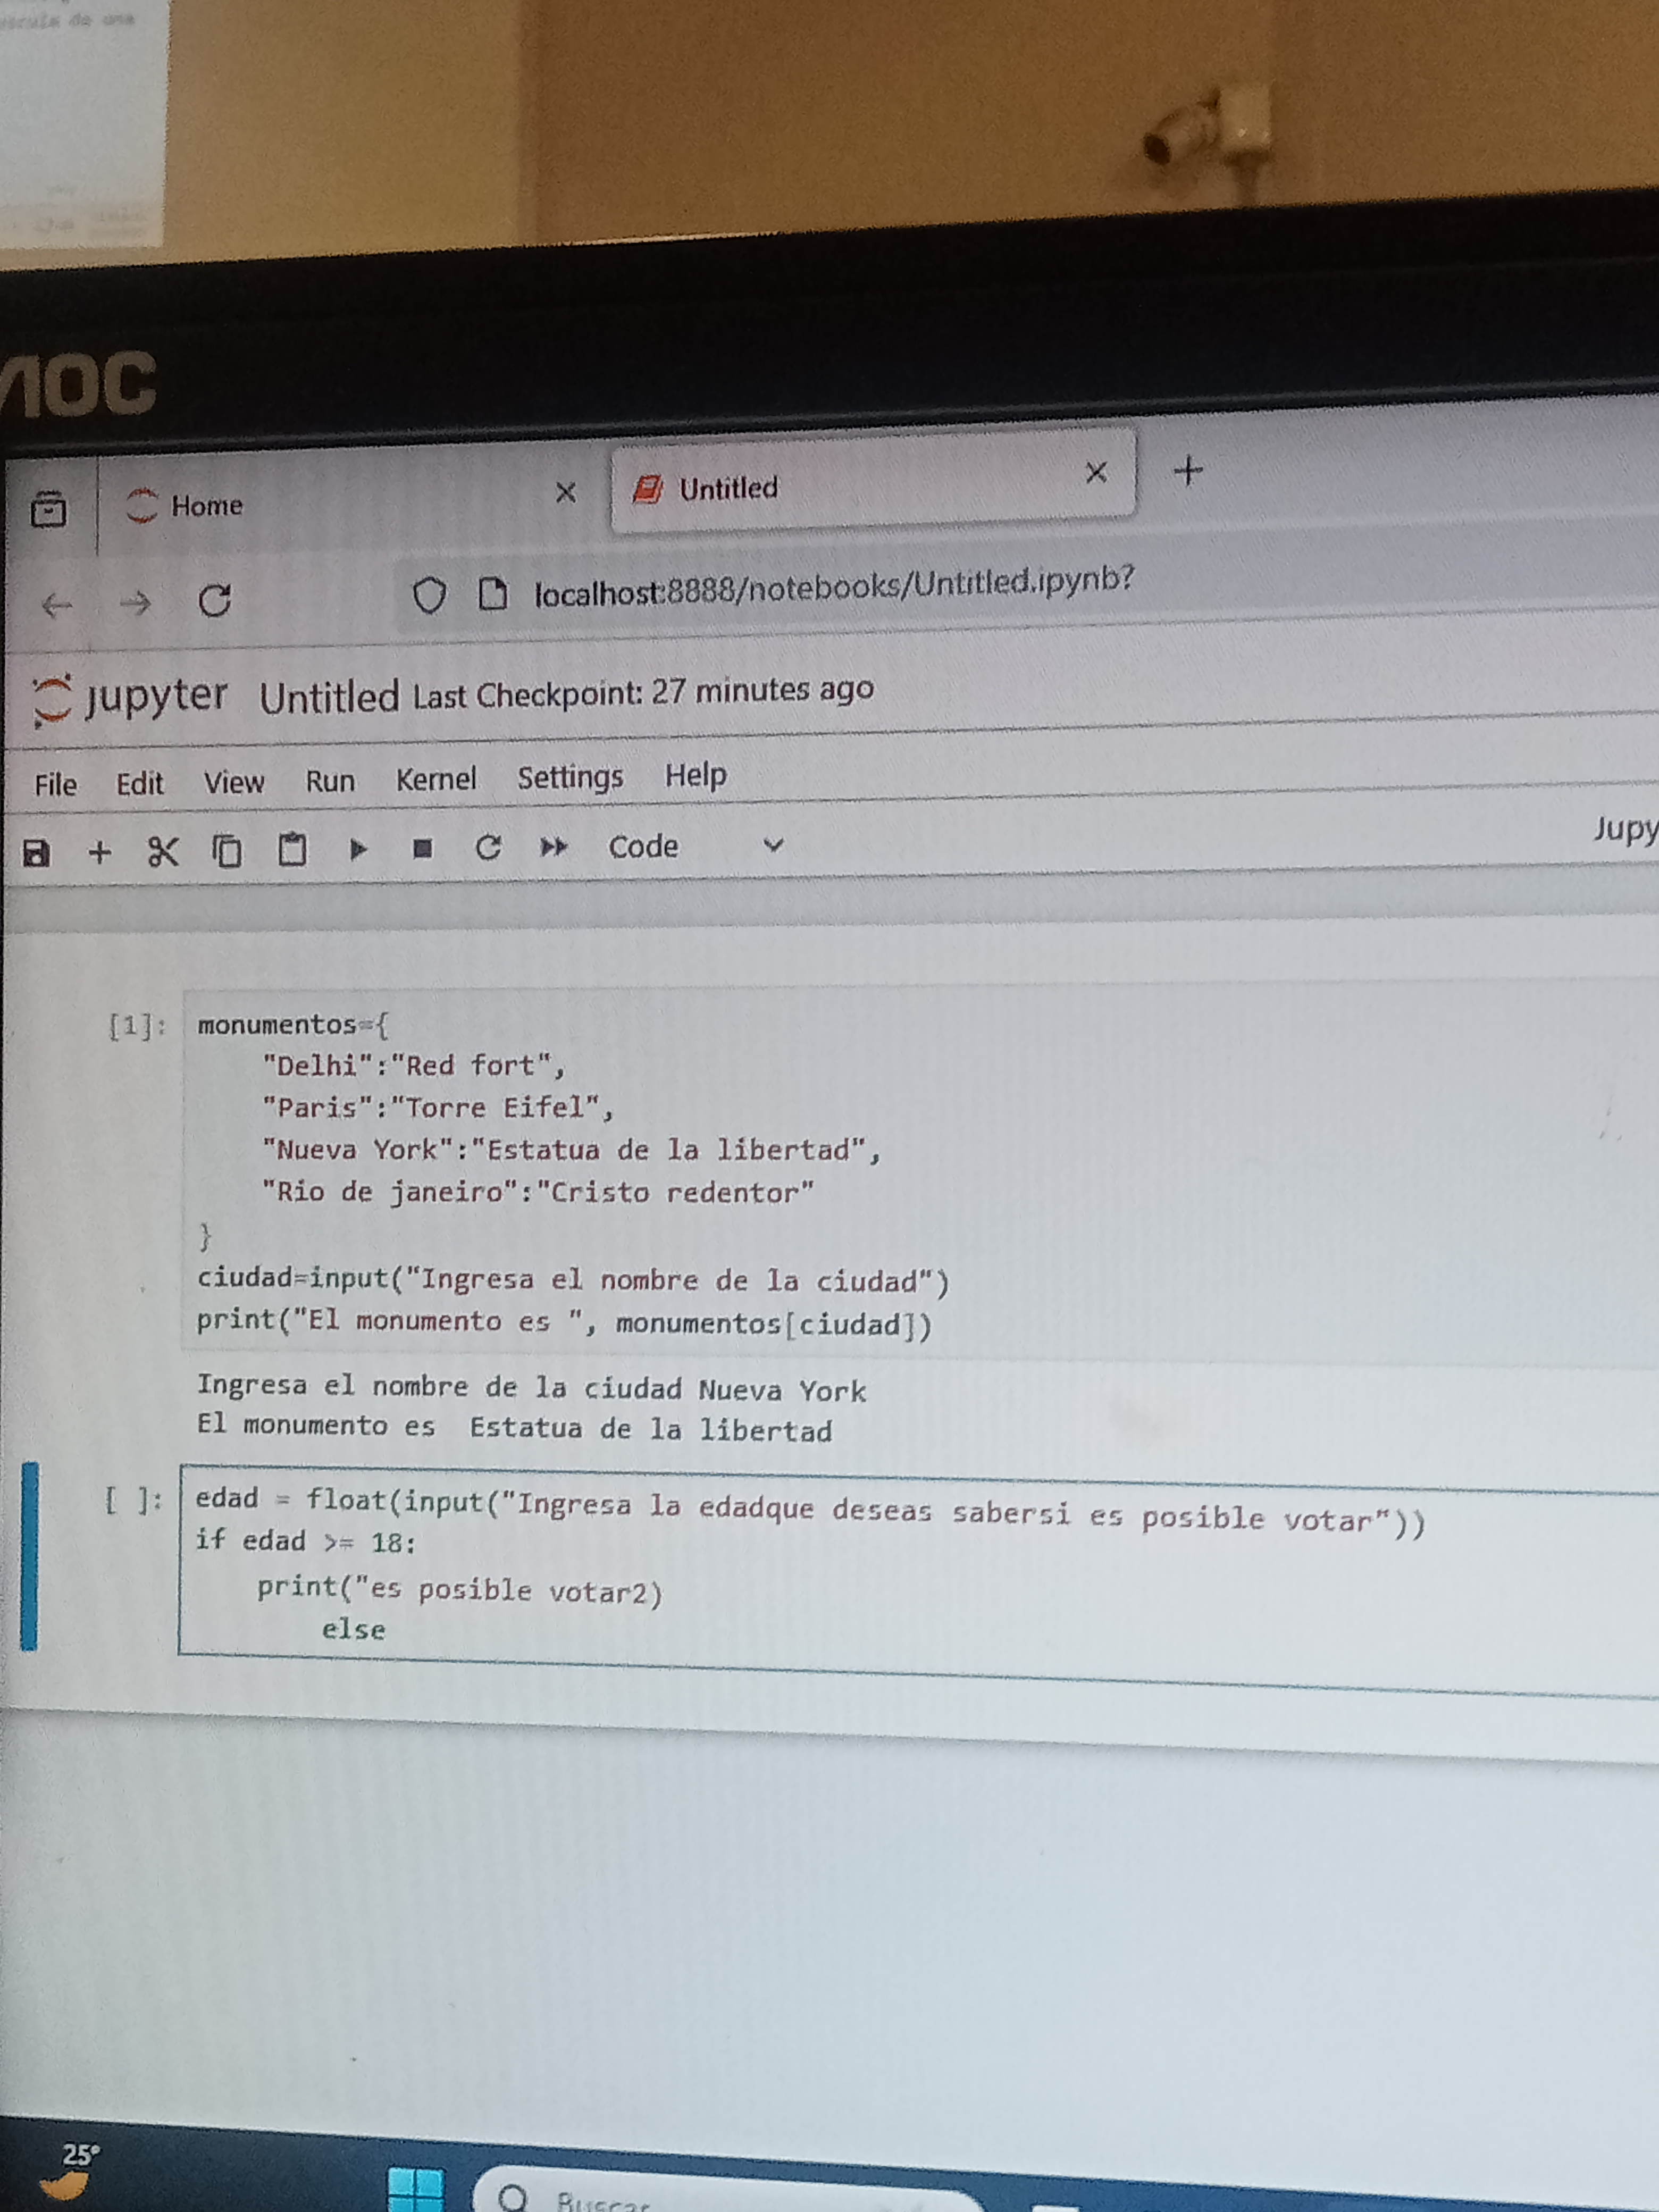 de una
AOC
Home
Untitled
localhost:8888/notebooks/Untitled.ipynb?
jupyter Untitled Last Checkpoint: 27 minutes ago
File Edit View Run Kernel Settings Help
Code
Jupy
[1]: monumentos={
"Delhi":"Red fort",
"Paris":"Torre Eifel",
"Nueva York":"Estatua de la libertad",
"Rio de janeiro":"Cristo redentor"
}
ciudad=input("Ingresa el nombre de la ciudad")
print("El monumento es ", monumentos[ciudad])
Ingresa el nombre de la ciudad Nueva York
El monumento es  Estatua de la libertad
[ ]: edad = float(input("Ingresa la edadque deseas sabersi es posible votar"))
if edad >= 18:
print("es posible votar2)
else
25°
Buscar